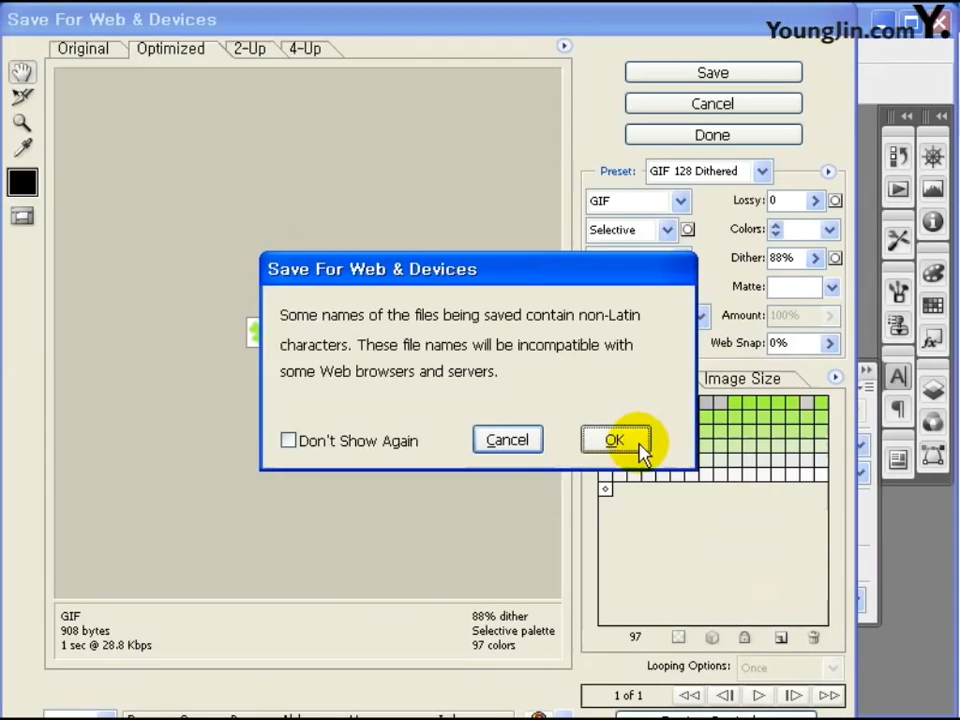 Save For Web & Devices
YoungJin.com Y.
Original
Optimized
2-Up
4-Up
Save
Cancel
Done
Preset: GIF 128 Dithered
GIF
Lossy: 0
Selective
Colors:
Dither: 88%
Matte:
Amount: 100%
Web Snap: 0%
Save For Web & Devices
Some names of the files being saved contain non-Latin
characters. These file names will be incompatible with
some Web browsers and servers.
Don't Show Again
Cancel
OK
Image Size
97
GIF
908 bytes
1 sec @ 28.8 Kbps
88% dither
Selective palette
97 colors
Looping Options: Once
1 of 1